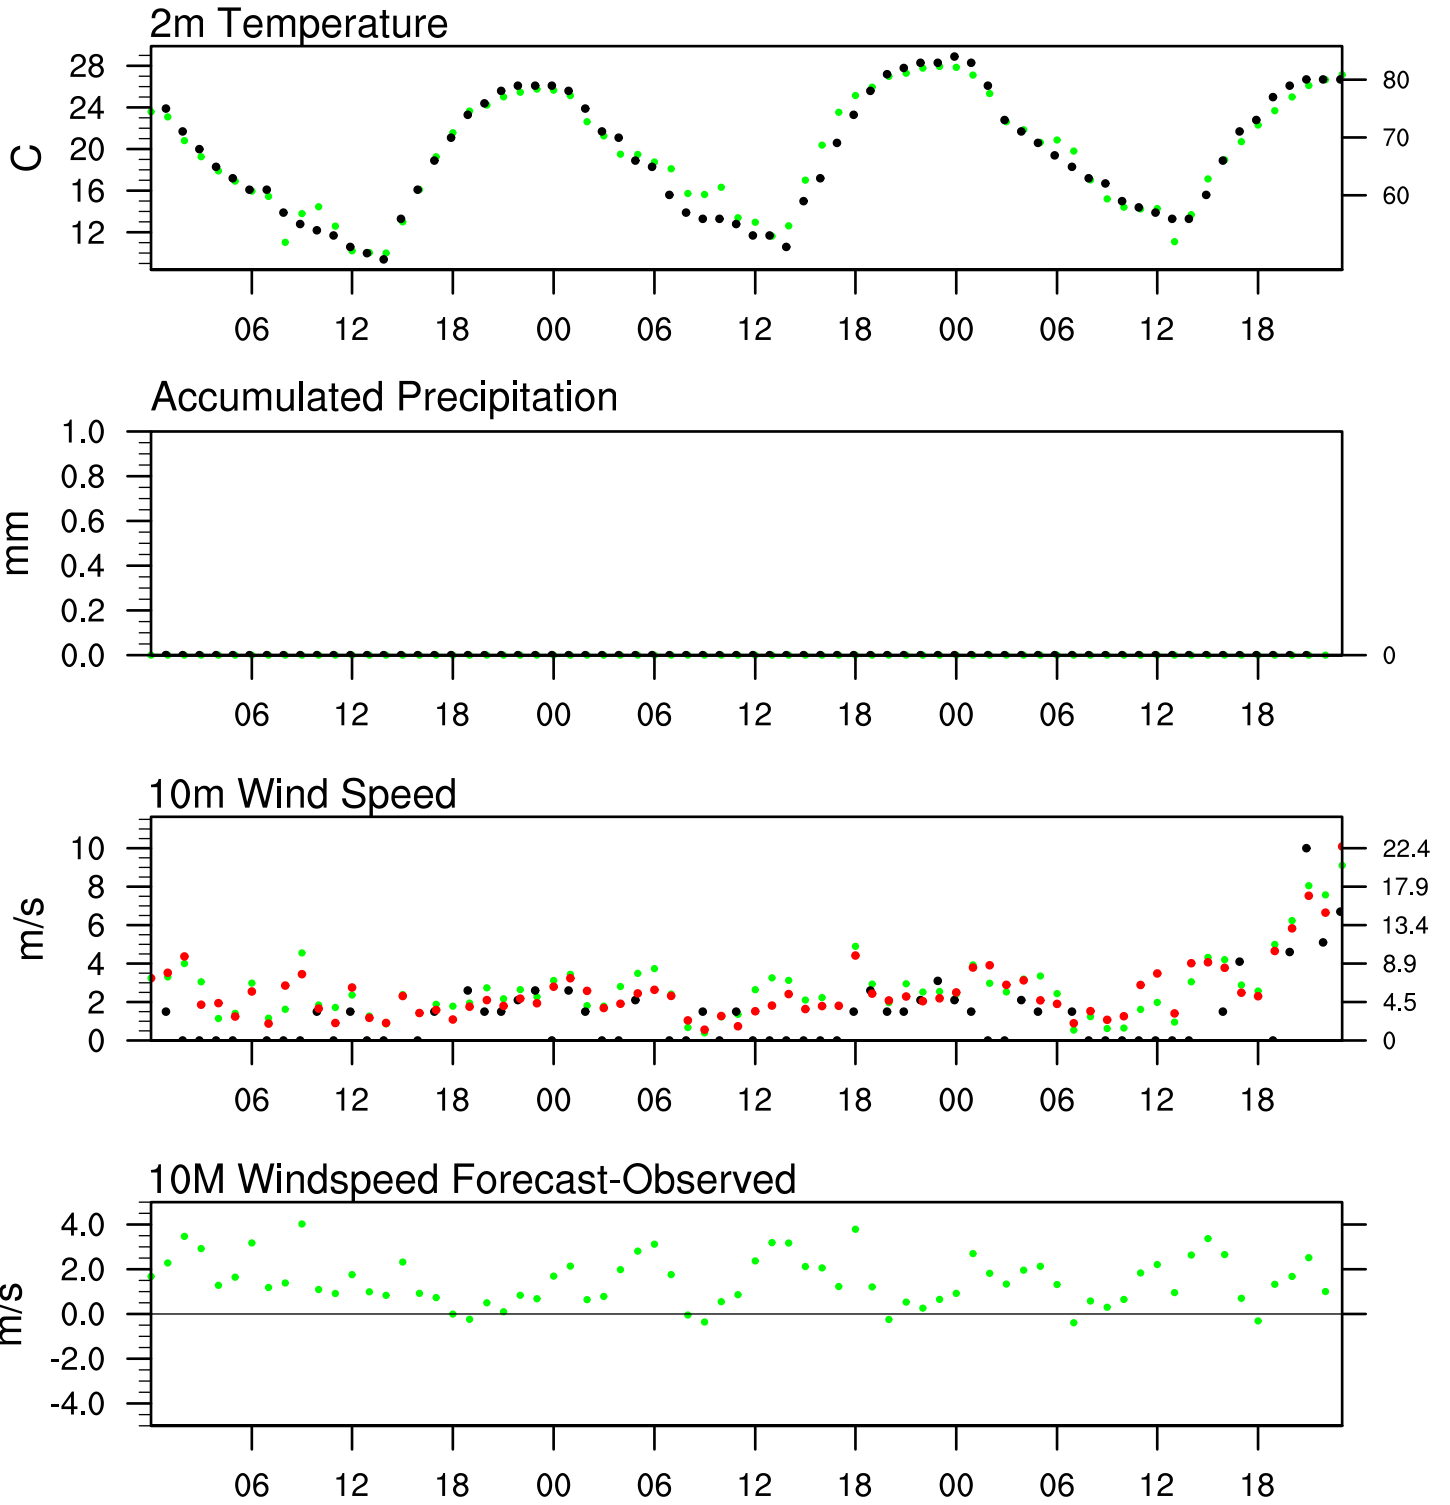 2m Temperature
28
24
20
16
12
C
80
70
60
06 12 18 00 06 12 18 00 06 12 18
Accumulated Precipitation
1.0
0.8
0.6
0.4
0.2
0.0
mm
0
06 12 18 00 06 12 18 00 06 12 18
10m Wind Speed
10
8
6
4
2
0
m/s
22.4
17.9
13.4
8.9
4.5
0
06 12 18 00 06 12 18 00 06 12 18
10M Windspeed Forecast-Observed
4.0
2.0
0.0
-2.0
-4.0
m/s
06 12 18 00 06 12 18 00 06 12 18